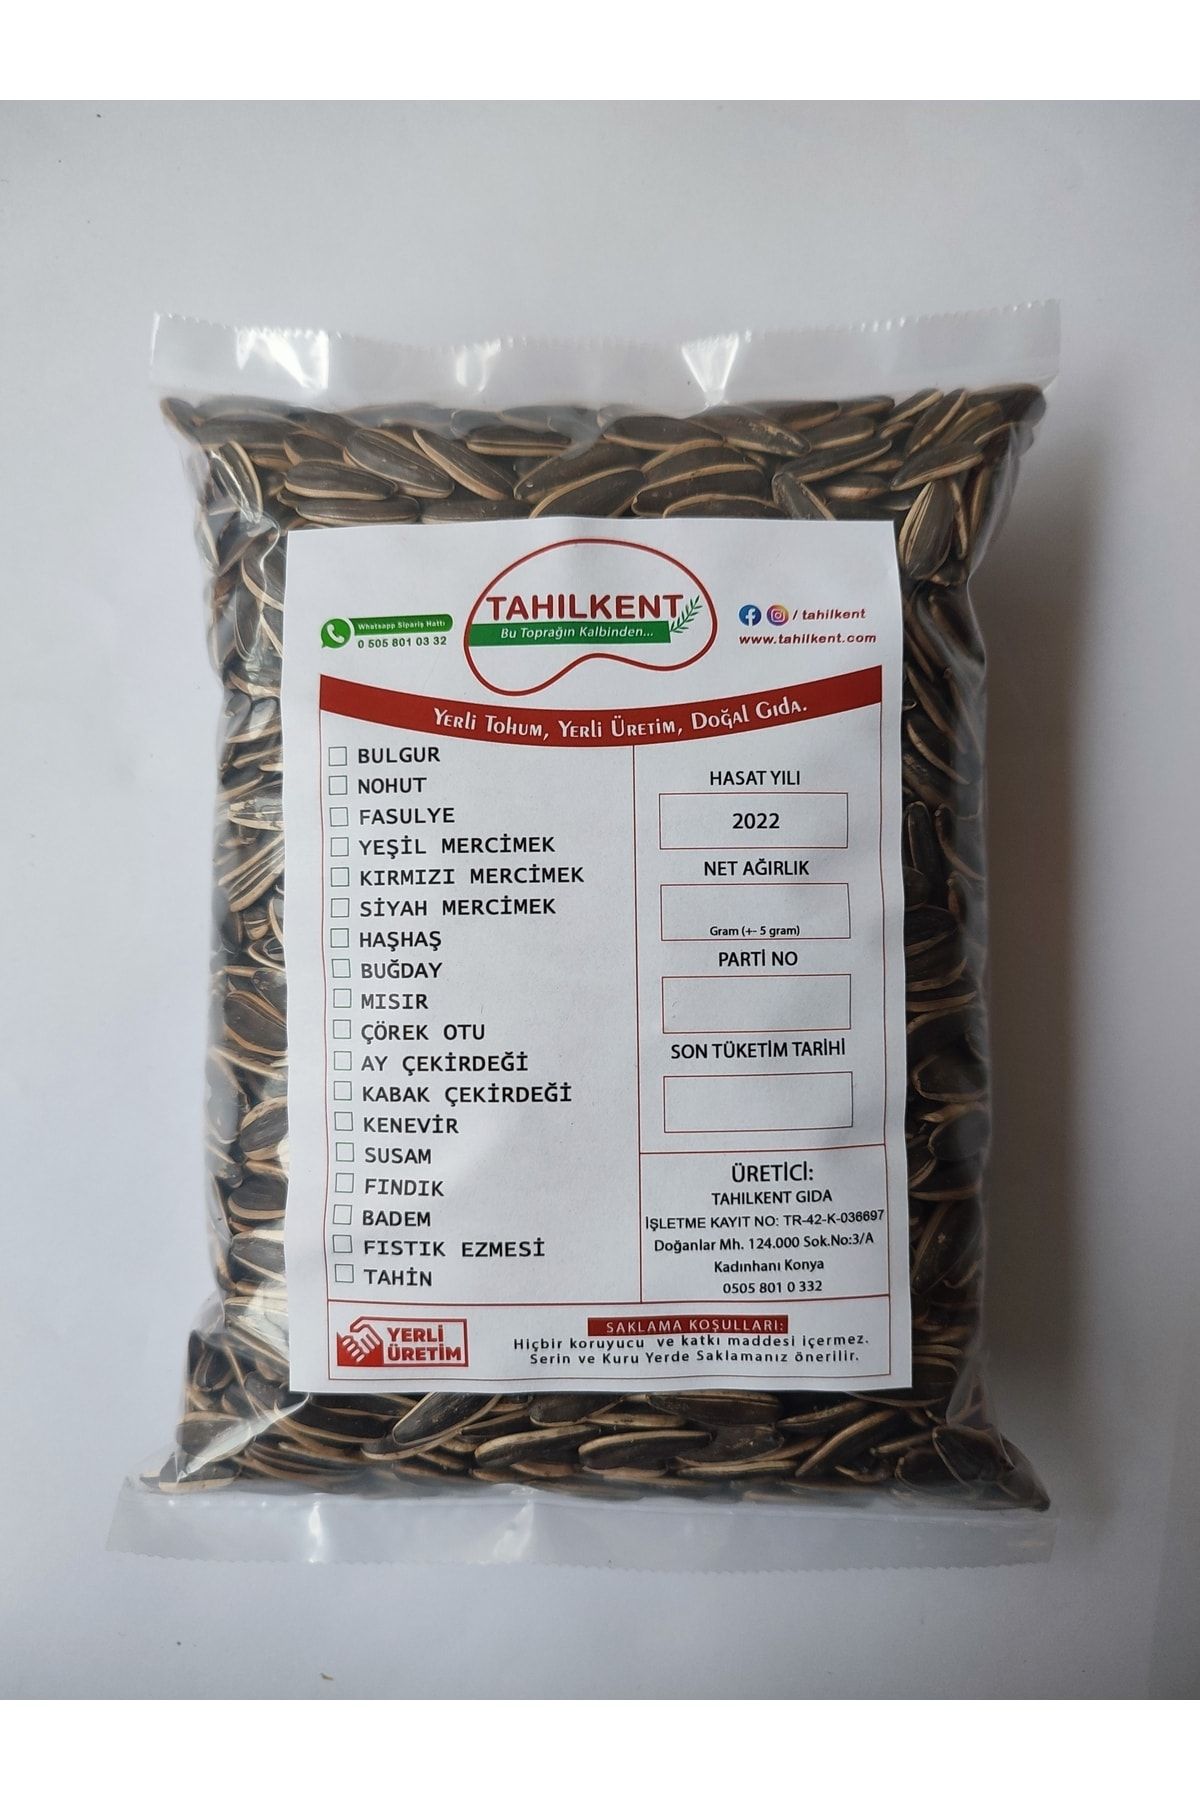 TAHILKENT
Bu Toprağın Kalbinden...
Whatsapp Sipariş Hattı
0 505 801 03 32
/ tahilkent
www.tahilkent.com
Yerli Tohum, Yerli Üretim, Doğal Gıda.
BULGUR
NOHUT
FASULYE
YEŞİL MERCİMEK
KIRMIZI MERCİMEK
SİYAH MERCİMEK
HAŞHAŞ
BUĞDAY
MISIR
ÇÖREK OTU
AY ÇEKİRDEĞİ
KABAK ÇEKİRDEĞİ
KENEVİR
SUSAM
FINDIK
BADEM
FISTIK EZMESİ
TAHİN
HASAT YILI
2022
NET AĞIRLIK
Gram (+- 5 gram)
PARTİ NO
SON TÜKETİM TARİHİ
ÜRETİCİ:
TAHILKENT GIDA
İŞLETME KAYIT NO: TR-42-K-036697
Doğanlar Mh. 124.000 Sok.No:3/A
Kadınhanı Konya
0505 801 0 332
YERLİ
ÜRETİM
SAKLAMA KOŞULLARI:
Hiçbir koruyucu ve katkı maddesi içermez.
Serin ve Kuru Yerde Saklamanız önerilir.